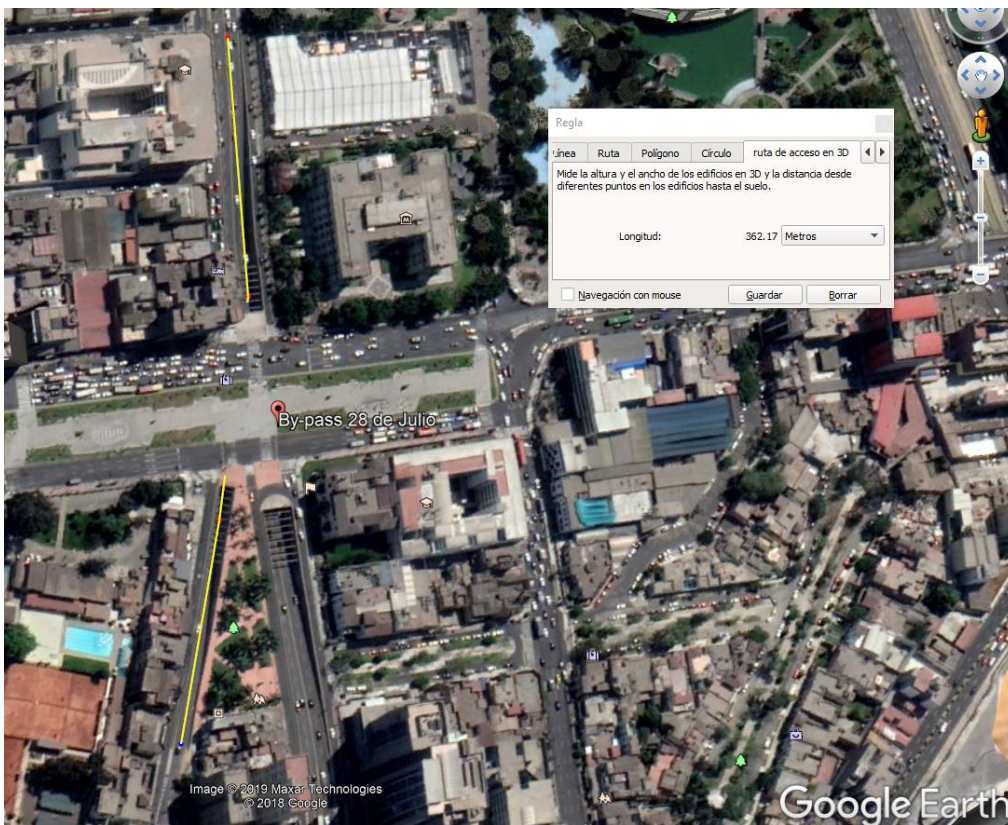 Regla
Línea Ruta Polígono Círculo ruta de acceso en 3D
Mide la altura y el ancho de los edificios en 3D y la distancia desde
diferentes puntos en los edificios hasta el suelo.
Longitud: 362.17 Metros
Navegación con mouse Guardar Borrar
By-pass 28 de Julio
Image © 2019 Maxar Technologies
© 2018 Google
Google Earth